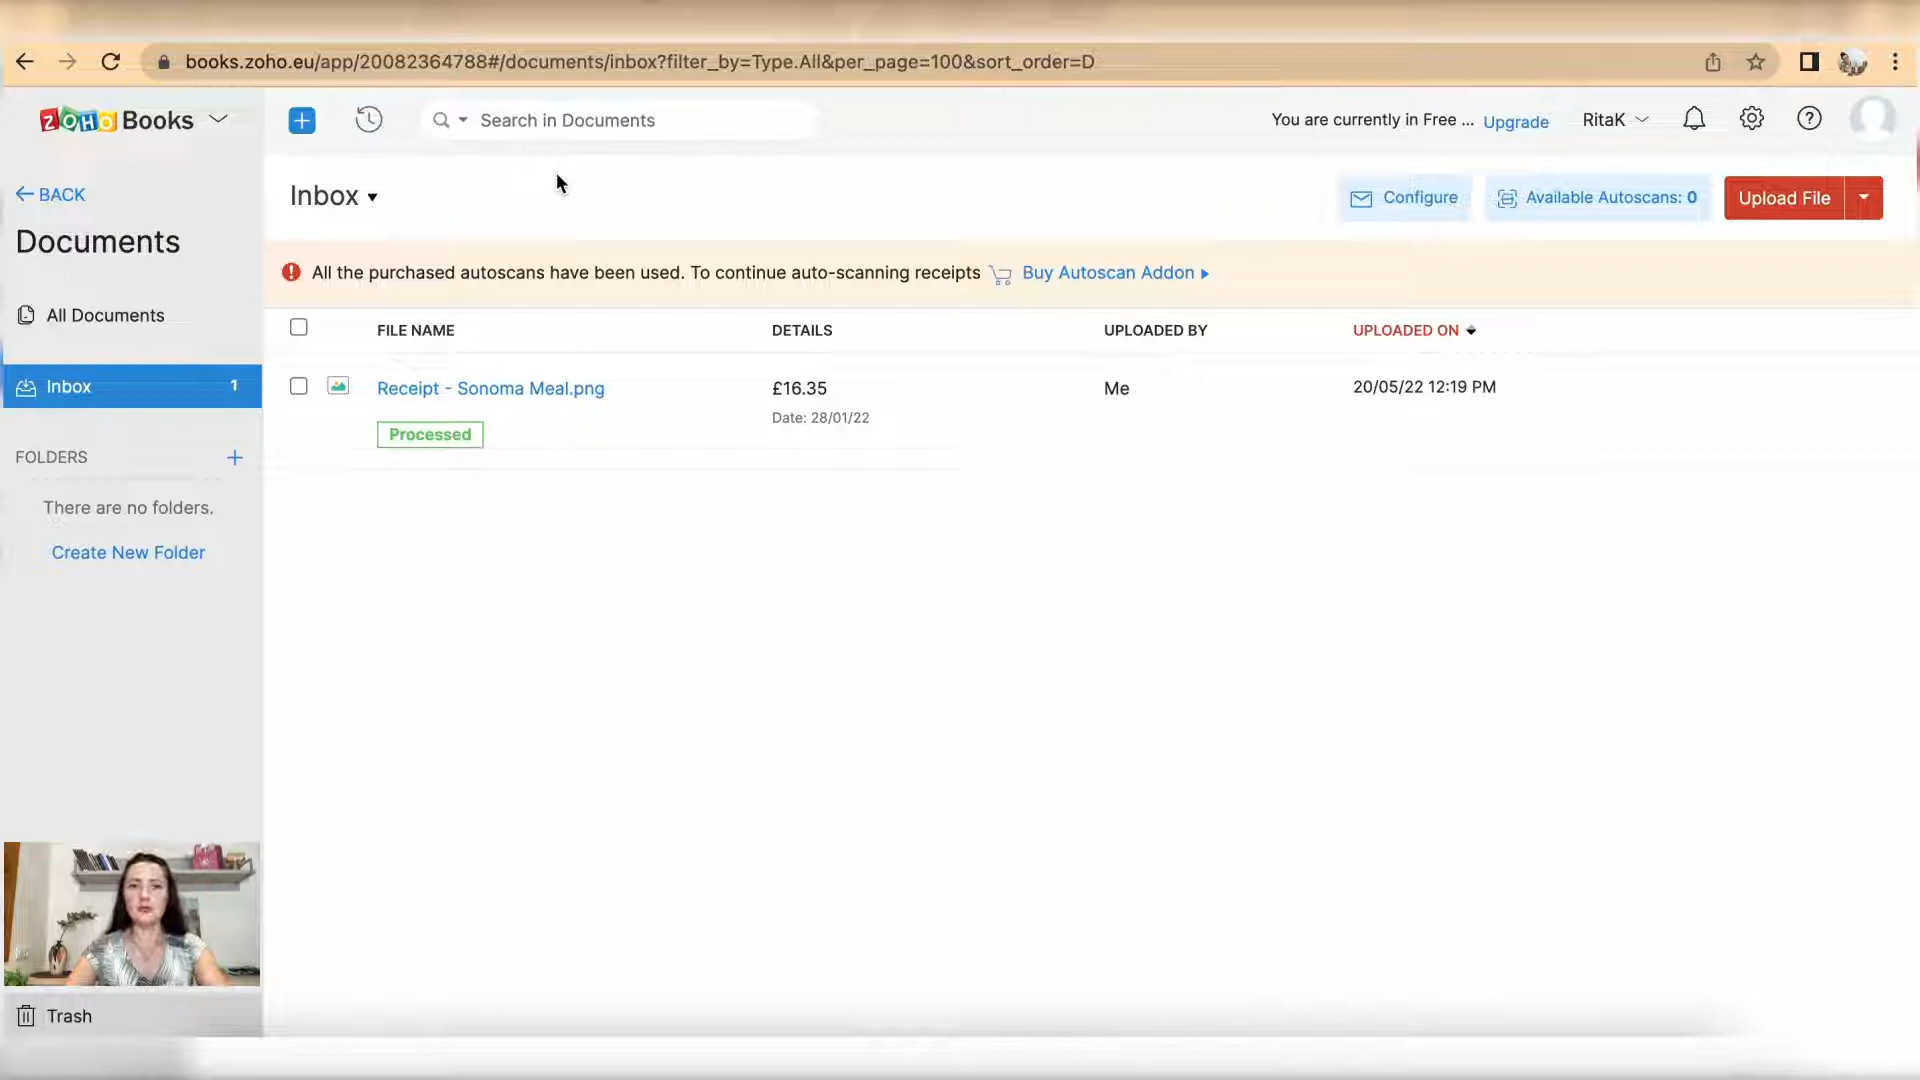 books.zoho.eu/app/20082364788#/documents/inbox?filter_by=Type.All&per_page=100&sort_order=D
ZOHO Books
Search in Documents
You are currently in Free ... Upgrade
RitaK
BACK
Documents
All Documents
Inbox 1
FOLDERS
There are no folders.
Create New Folder
Trash
Inbox
Configure
Available Autoscans: 0
Upload File
All the purchased autoscans have been used. To continue auto-scanning receipts Buy Autoscan Addon
FILE NAME DETAILS UPLOADED BY UPLOADED ON
Receipt - Sonoma Meal.png £16.35 Me 20/05/22 12:19 PM
Date: 28/01/22
Processed